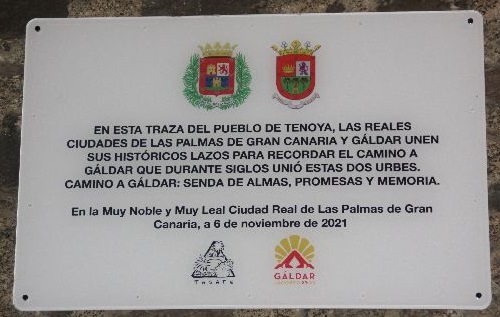 EN ESTA TRAZA DEL PUEBLO DE TENOYA, LAS REALES
CIUDADES DE LAS PALMAS DE GRAN CANARIA Y GÁLDAR UNEN
SUS HISTÓRICOS LAZOS PARA RECORDAR EL CAMINO A
GÁLDAR QUE DURANTE SIGLOS UNIÓ ESTAS DOS URBES.
CAMINO A GÁLDAR: SENDA DE ALMAS, PROMESAS Y MEMORIA.
En la Muy Noble y Muy Leal Ciudad Real de Las Palmas de Gran
Canaria, a 6 de noviembre de 2021
GÁLDAR